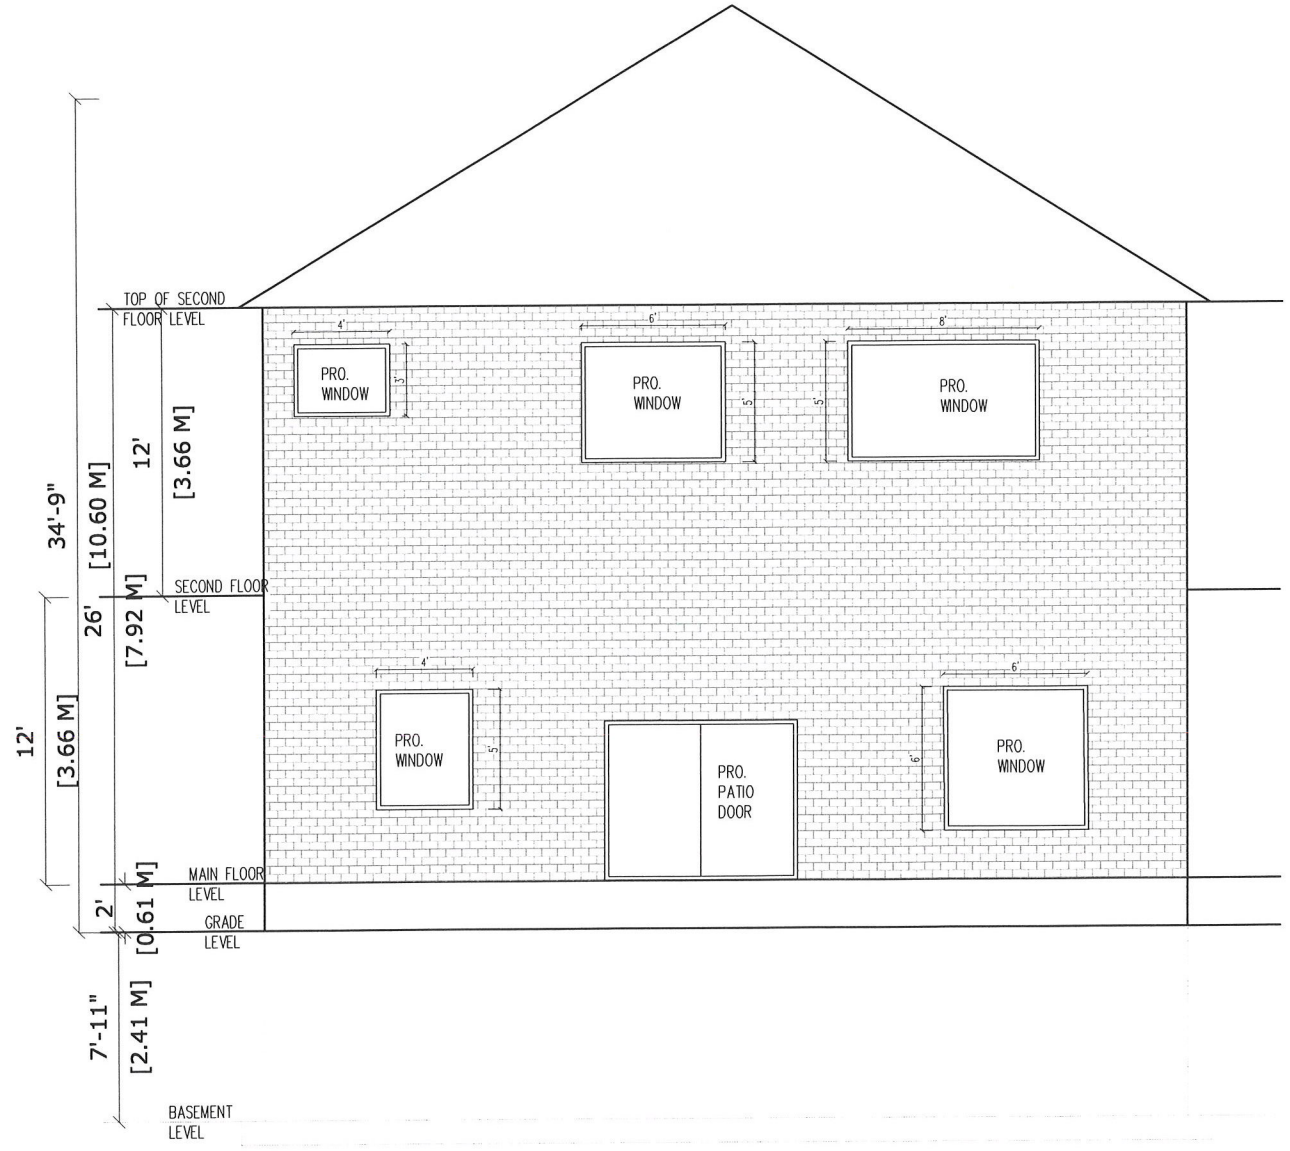 TOP OF SECOND
FLOOR LEVEL
4'
6'
8'
PRO.
WINDOW
3'
PRO.
WINDOW
5'
5'
PRO.
WINDOW
12'
[3.66 M]
34'-9"
[10.60 M]
SECOND FLOOR
LEVEL
26'
[7.92 M]
4'
6'
PRO.
WINDOW
5'
PRO.
PATIO
DOOR
6'
PRO.
WINDOW
12'
[3.66 M]
MAIN FLOOR
LEVEL
2'
[0.61 M]
GRADE
LEVEL
7'-11"
[2.41 M]
BASEMENT
LEVEL